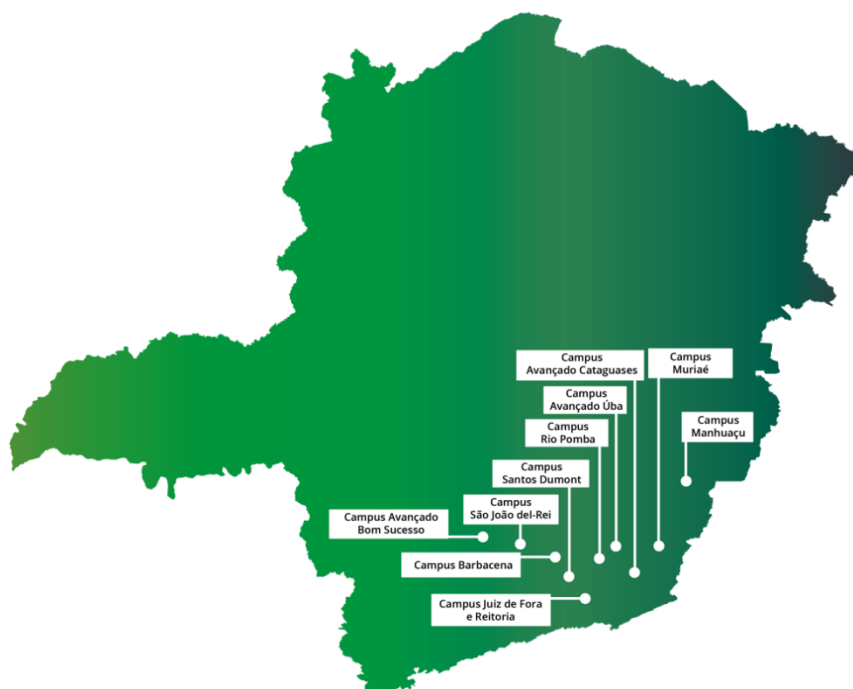 Campus
Avançado Cataguases
Campus
Muriaé
Campus
Avançado Úba
Campus
Manhuaçu
Campus
Rio Pomba
Campus
Santos Dumont
Campus
São João del-Rei
Campus Avançado
Bom Sucesso
Campus Barbacena
Campus Juiz de Fora
e Reitoria